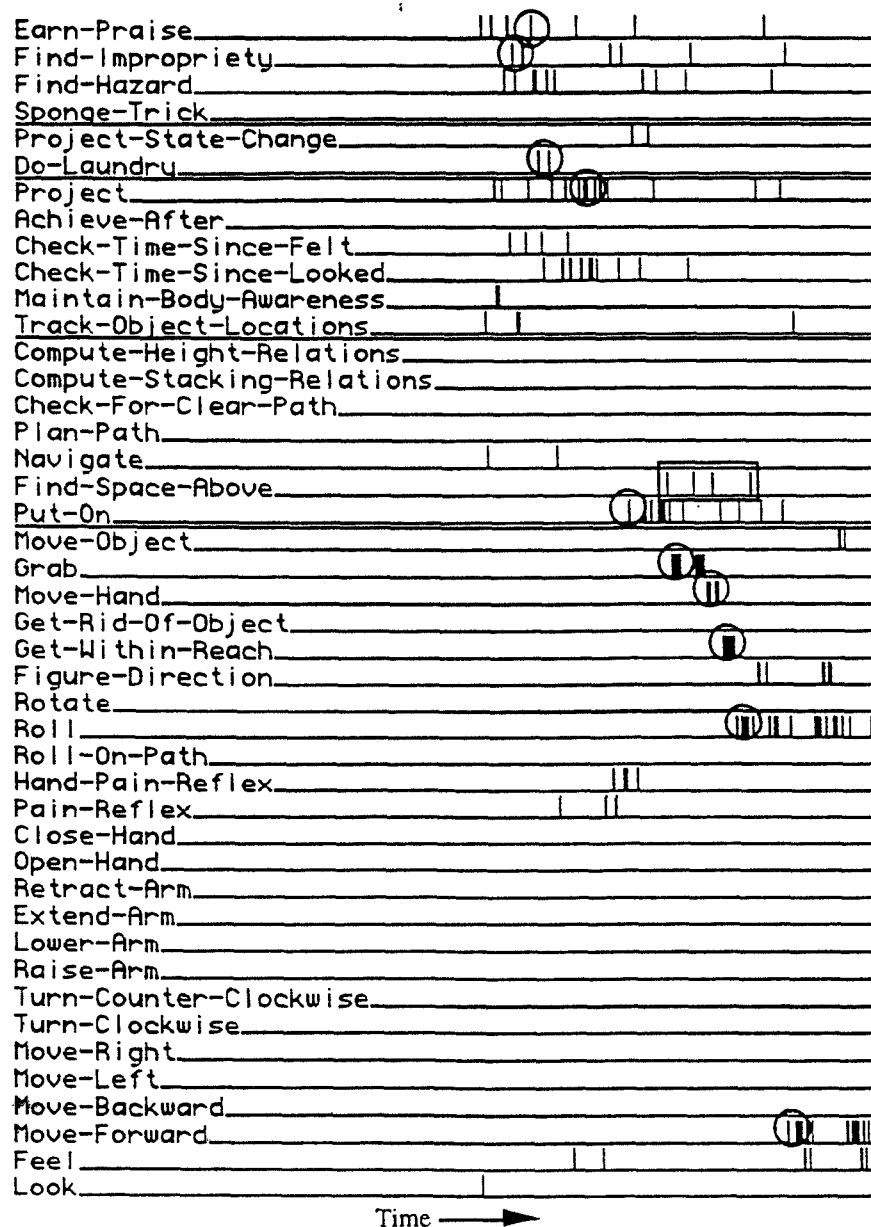 Earn-Praise
Find-Impropriety
Find-Hazard
Sponge-Trick
Project-State-Change
Do-Laundry
Project
Achieve-After
Check-Time-Since-Felt
Check-Time-Since-Looked
Maintain-Body-Awareness
Track-Object-Locations
Compute-Height-Relations
Compute-Stacking-Relations
Check-For-Clear-Path
Plan-Path
Navigate
Find-Space-Above
Put-On
Move-Object
Grab
Move-Hand
Get-Rid-Of-Object
Get-Within-Reach
Figure-Direction
Rotate
Roll
Roll-On-Path
Hand-Pain-Reflex
Pain-Reflex
Close-Hand
Open-Hand
Retract-Arm
Extend-Arm
Lower-Arm
Raise-Arm
Turn-Counter-Clockwise
Turn-Clockwise
Move-Right
Move-Left
Move-Backward
Move-Forward
Feel
Look
Time